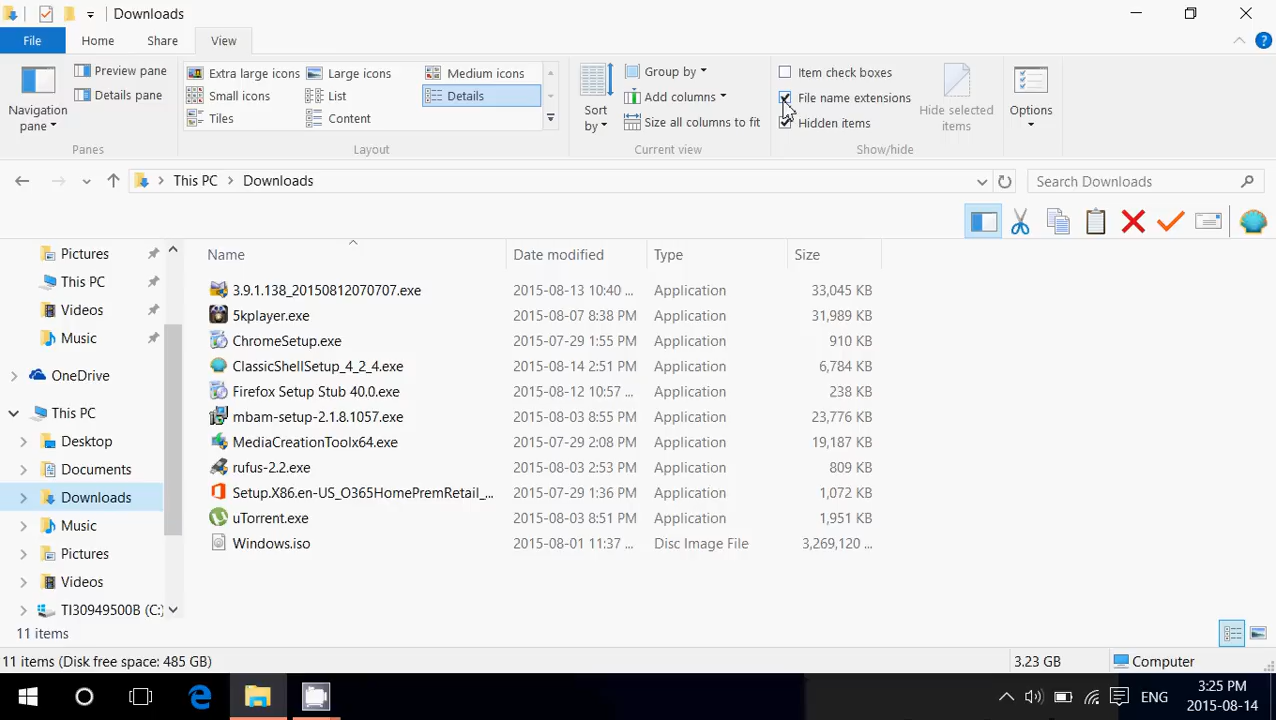 Downloads
File Home Share View
Navigation pane
Preview pane
Details pane
Panes
Extra large icons Large icons Medium icons
Small icons List Details
Tiles Content
Layout
Sort by
Group by
Add columns
Size all columns to fit
Current view
Item check boxes
File name extensions
Hidden items
Hide selected items
Show/hide
Options
This PC Downloads
Search Downloads
Pictures
This PC
Videos
Music
OneDrive
This PC
Desktop
Documents
Downloads
Music
Pictures
Videos
TI30949500B (C:)
Name Date modified Type Size
3.9.1.138_20150812070707.exe 2015-08-13 10:40 ... Application 33,045 KB
5kplayer.exe 2015-08-07 8:38 PM Application 31,989 KB
ChromeSetup.exe 2015-07-29 1:55 PM Application 910 KB
ClassicShellSetup_4_2_4.exe 2015-08-14 2:51 PM Application 6,784 KB
Firefox Setup Stub 40.0.exe 2015-08-12 10:57 ... Application 238 KB
mbam-setup-2.1.8.1057.exe 2015-08-03 8:55 PM Application 23,776 KB
MediaCreationToolx64.exe 2015-07-29 2:08 PM Application 19,187 KB
rufus-2.2.exe 2015-08-03 2:53 PM Application 809 KB
Setup.X86.en-US_O365HomePremRetail_... 2015-07-29 1:36 PM Application 1,072 KB
uTorrent.exe 2015-08-03 8:51 PM Application 1,951 KB
Windows.iso 2015-08-01 11:37 ... Disc Image File 3,269,120 ...
11 items
11 items (Disk free space: 485 GB) 3.23 GB Computer
ENG
3:25 PM
2015-08-14